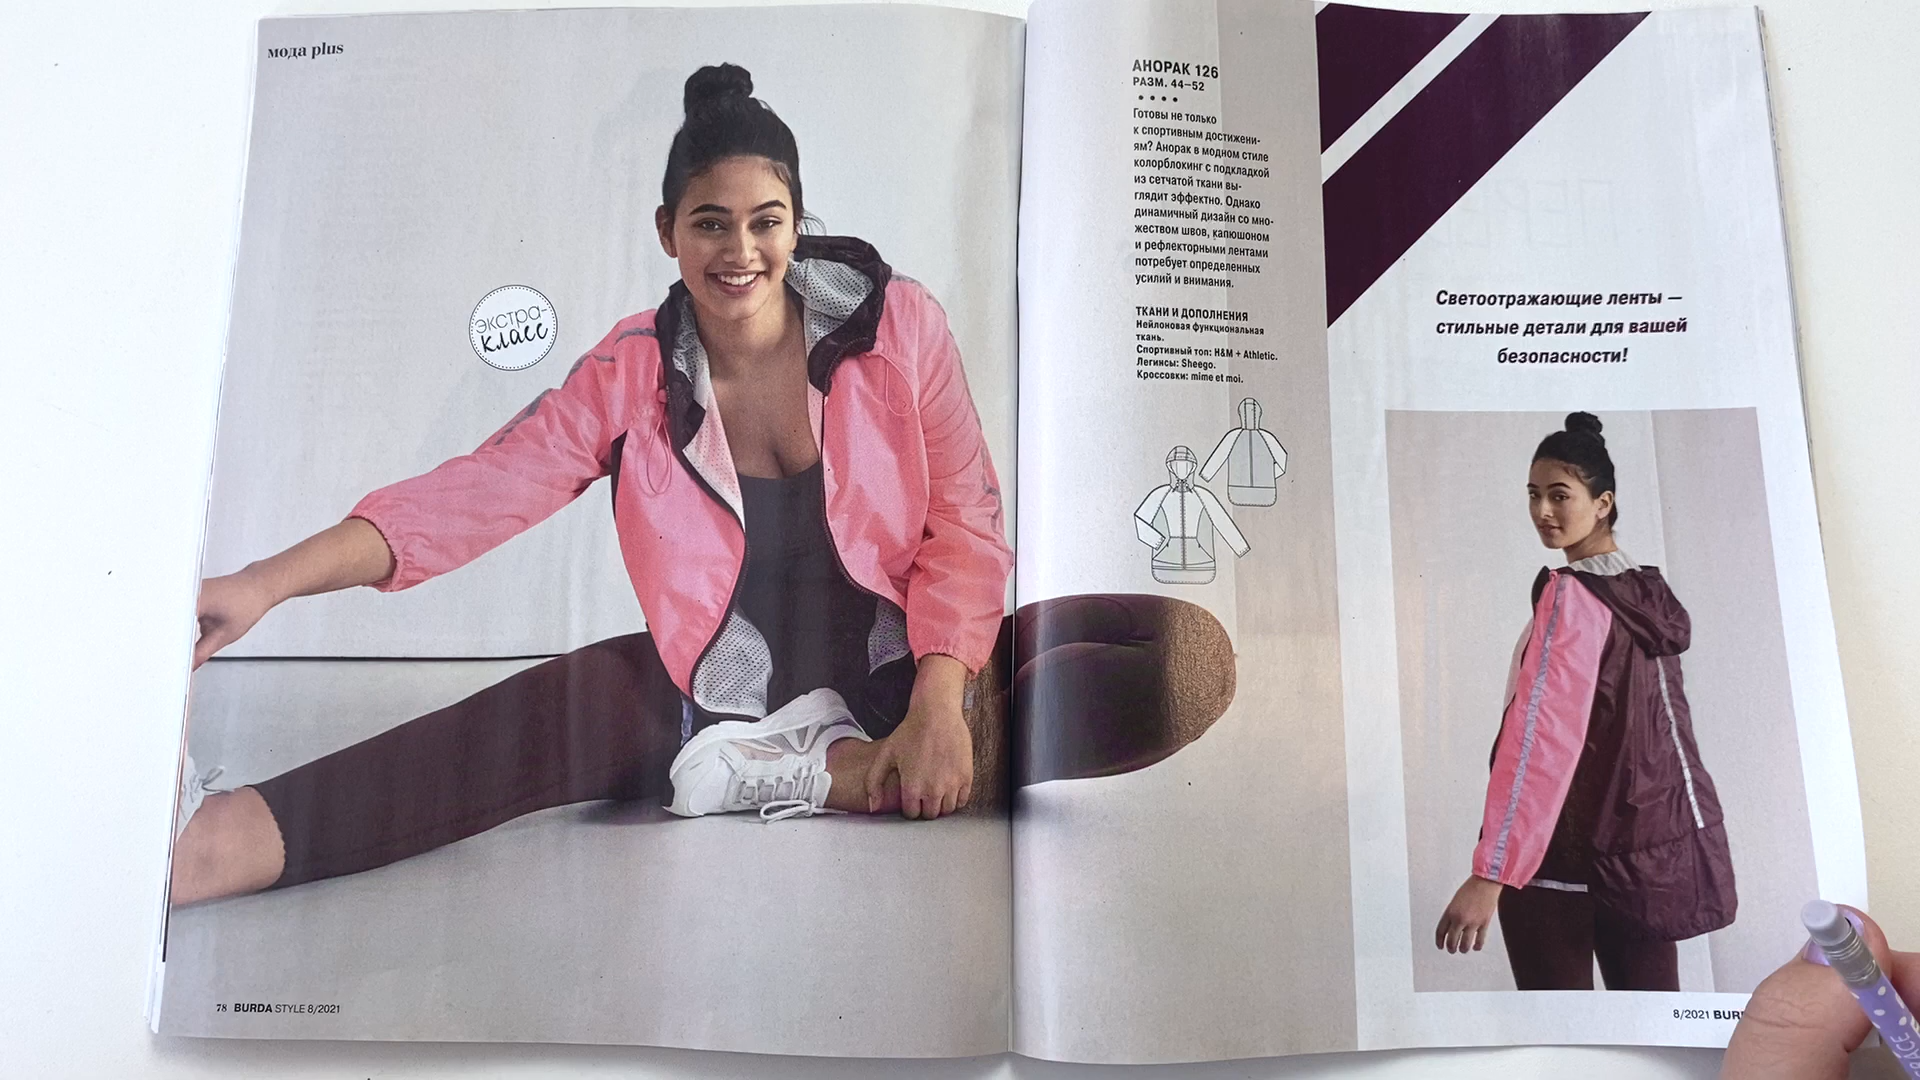 мода plus
экстра-
класс
78 BURDA STYLE 8/2021
АНОРАК 126
РАЗМ. 44–52
Готовы не только
к спортивным достижени-
ям? Анорак в модном стиле
колорблокинг с подкладкой
из сетчатой ткани вы-
глядит эффектно. Однако
динамичный дизайн со мно-
жеством швов, капюшоном
и рефлекторными лентами
потребует определенных
усилий и внимания.
ТКАНИ И ДОПОЛНЕНИЯ
Нейлоновая функциональная
ткань.
Спортивный топ: H&M + Athletic.
Легинсы: Sheego.
Кроссовки: mime et moi.
Светоотражающие ленты —
стильные детали для вашей
безопасности!
8/2021